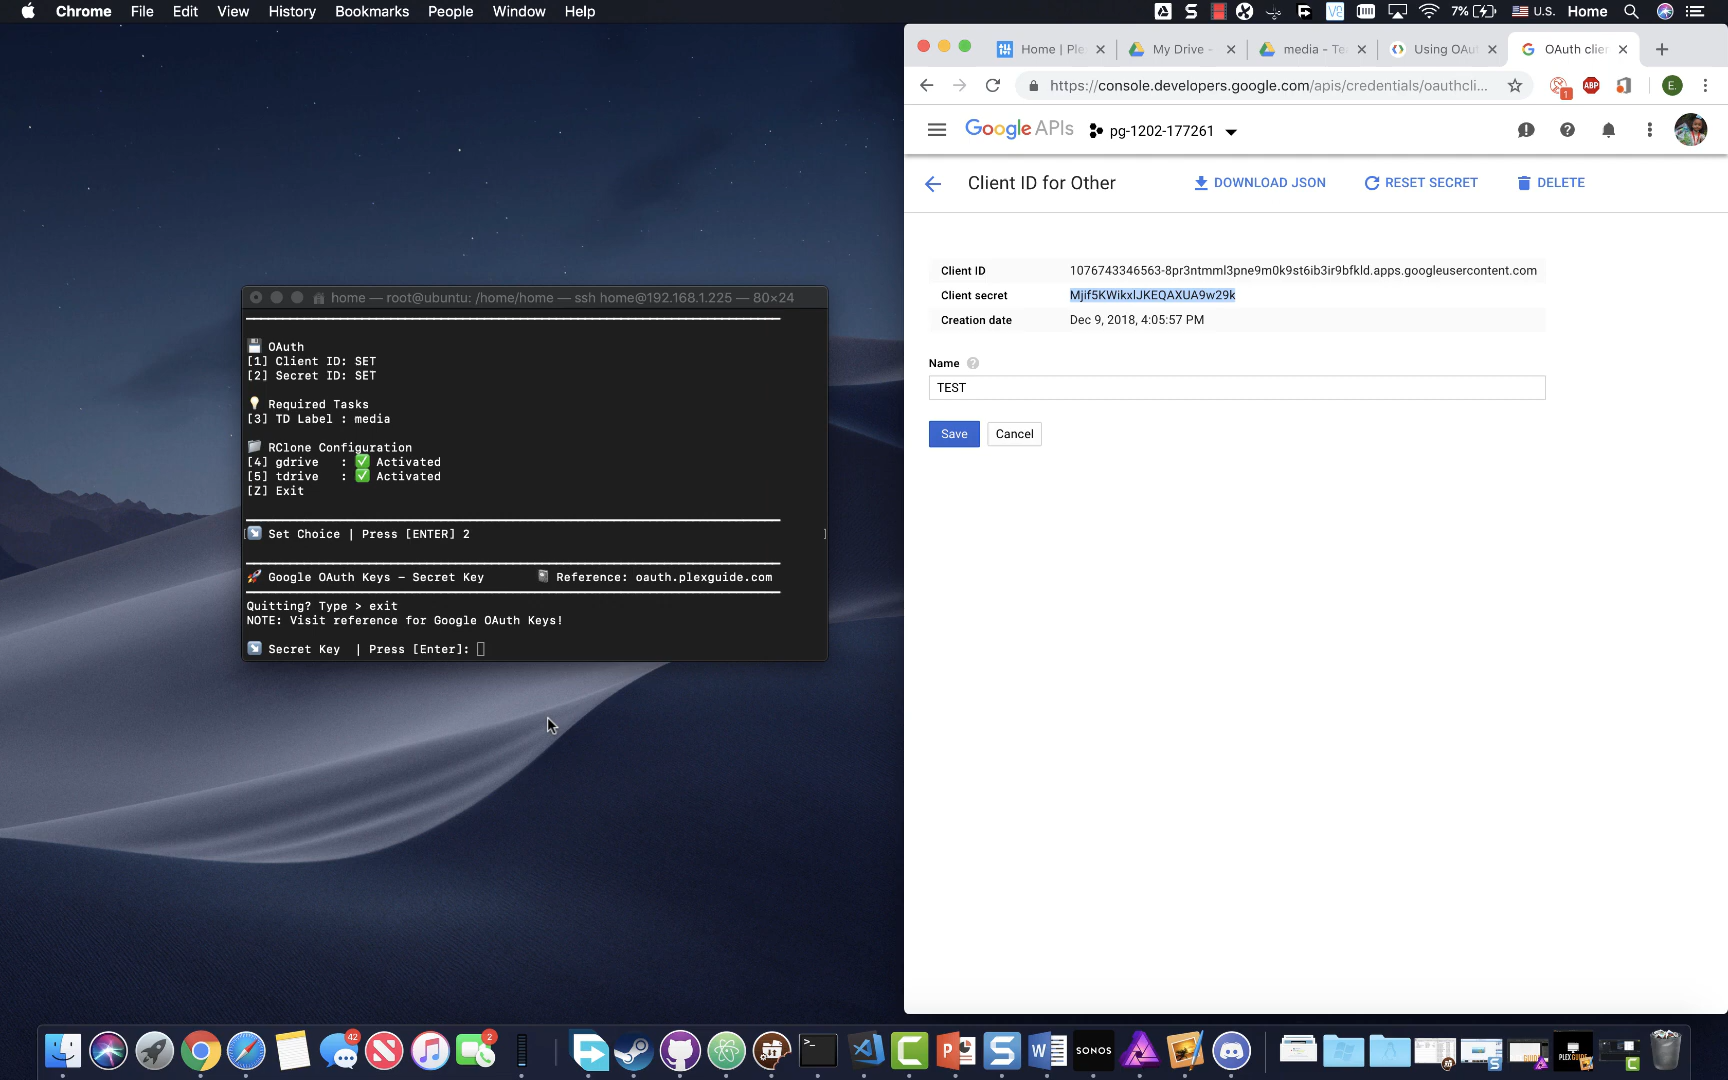 Chrome File Edit View History Bookmarks People Window Help
7% U.S. Home
Home | Ple
My Drive -
media - Te
Using OAut
OAuth clie
https://console.developers.google.com/apis/credentials/oauthcli...
1
ABP
E.
Google APIs pg-1202-177261
Client ID for Other DOWNLOAD JSON RESET SECRET DELETE
Client ID 1076743346563-8pr3ntmml3pne9m0k9st6ib3ir9bfkld.apps.googleusercontent.com
Client secret MjIf5KWikxlJKEQAXUA9w29k
Creation date Dec 9, 2018, 4:05:57 PM
Name
TEST
Save Cancel
home — root@ubuntu: /home/home — ssh home@192.168.1.225 — 80×24
OAuth
[1] Client ID: SET
[2] Secret ID: SET
Required Tasks
[3] TD Label : media
RClone Configuration
[4] gdrive : ✅ Activated
[5] tdrive : ✅ Activated
[Z] Exit
Set Choice | Press [ENTER] 2
Google OAuth Keys – Secret Key Reference: oauth.plexguide.com
Quitting? Type > exit
NOTE: Visit reference for Google OAuth Keys!
Secret Key | Press [Enter]:
42
2
SONOS